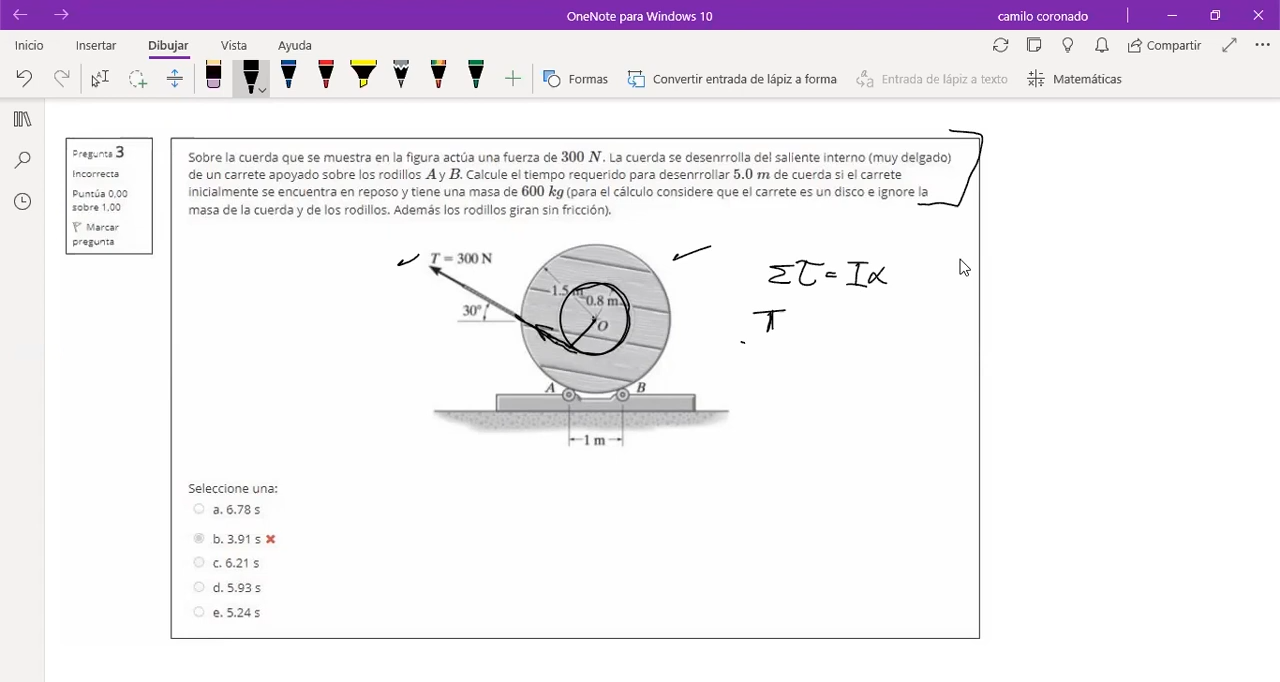 OneNote para Windows 10
camilo coronado
Inicio Insertar Dibujar Vista Ayuda
Compartir
Formas
Convertir entrada de lápiz a forma
Entrada de lápiz a texto
Matemáticas
Pregunta 3
Incorrecta
Puntúa 0,00
sobre 1,00
Marcar
pregunta
Sobre la cuerda que se muestra en la figura actúa una fuerza de 300 N. La cuerda se desenrrolla del saliente interno (muy delgado)
de un carrete apoyado sobre los rodillos A y B. Calcule el tiempo requerido para desenrrollar 5.0 m de cuerda si el carrete
inicialmente se encuentra en reposo y tiene una masa de 600 kg (para el cálculo considere que el carrete es un disco e ignore la
masa de la cuerda y de los rodillos. Además los rodillos giran sin fricción).
T = 300 N
30°
1.5 m
0.8 m
O
A
B
1 m
Στ = Iα
T
Seleccione una:
a. 6.78 s
b. 3.91 s
c. 6.21 s
d. 5.93 s
e. 5.24 s